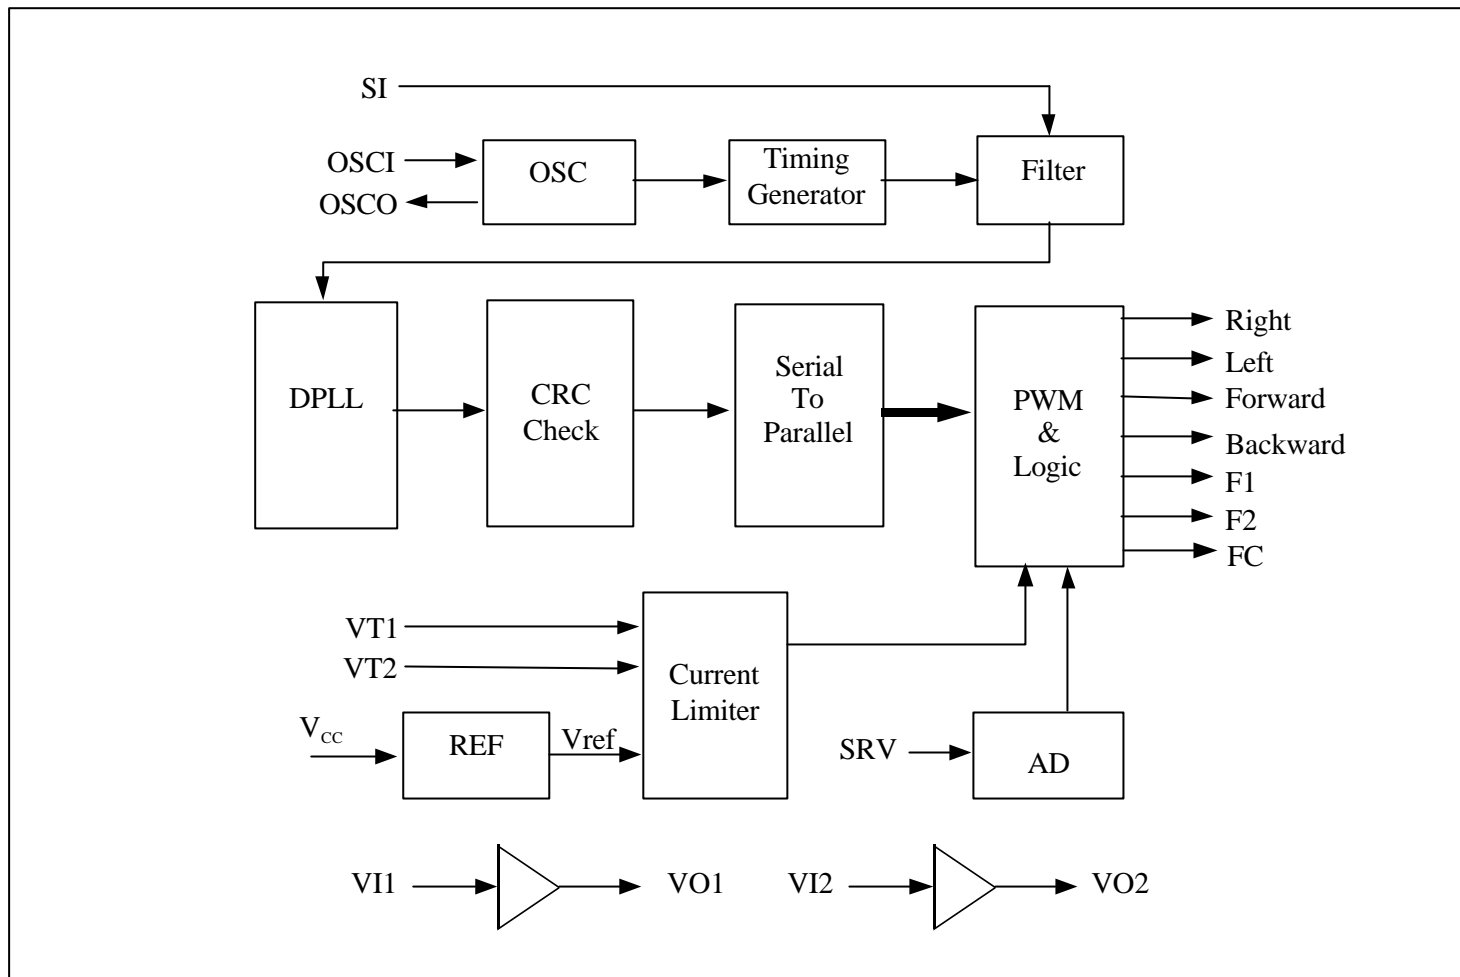 SI
OSCI
OSCO
OSC
Timing
Generator
Filter
DPLL
CRC
Check
Serial
To
Parallel
PWM
&
Logic
Right
Left
Forward
Backward
F1
F2
FC
VT1
VT2
VCC
REF
Vref
Current
Limiter
SRV
AD
VI1
VO1
VI2
VO2